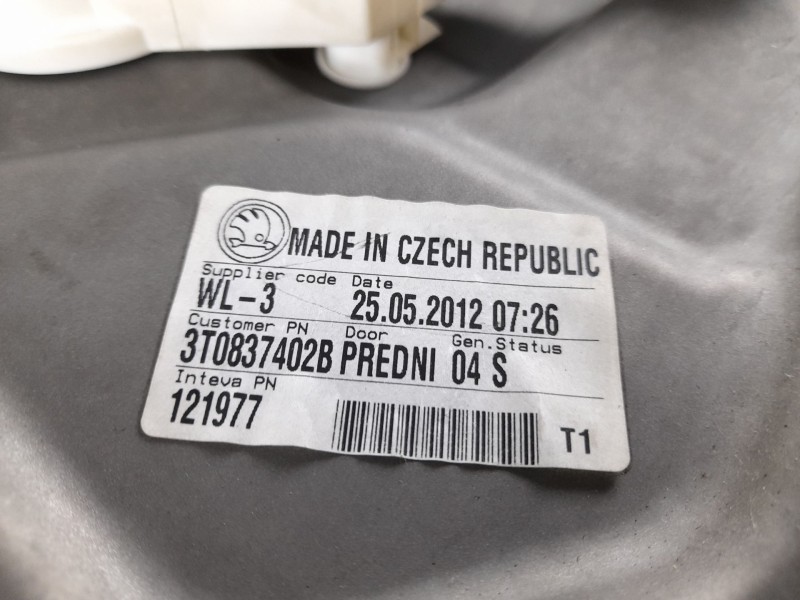 MADE IN CZECH REPUBLIC
Supplier code Date
WL-3 25.05.2012 07:26
Customer PN Door Gen.Status
3T0837402B PREDNI 04 S
Inteva PN
121977 T1